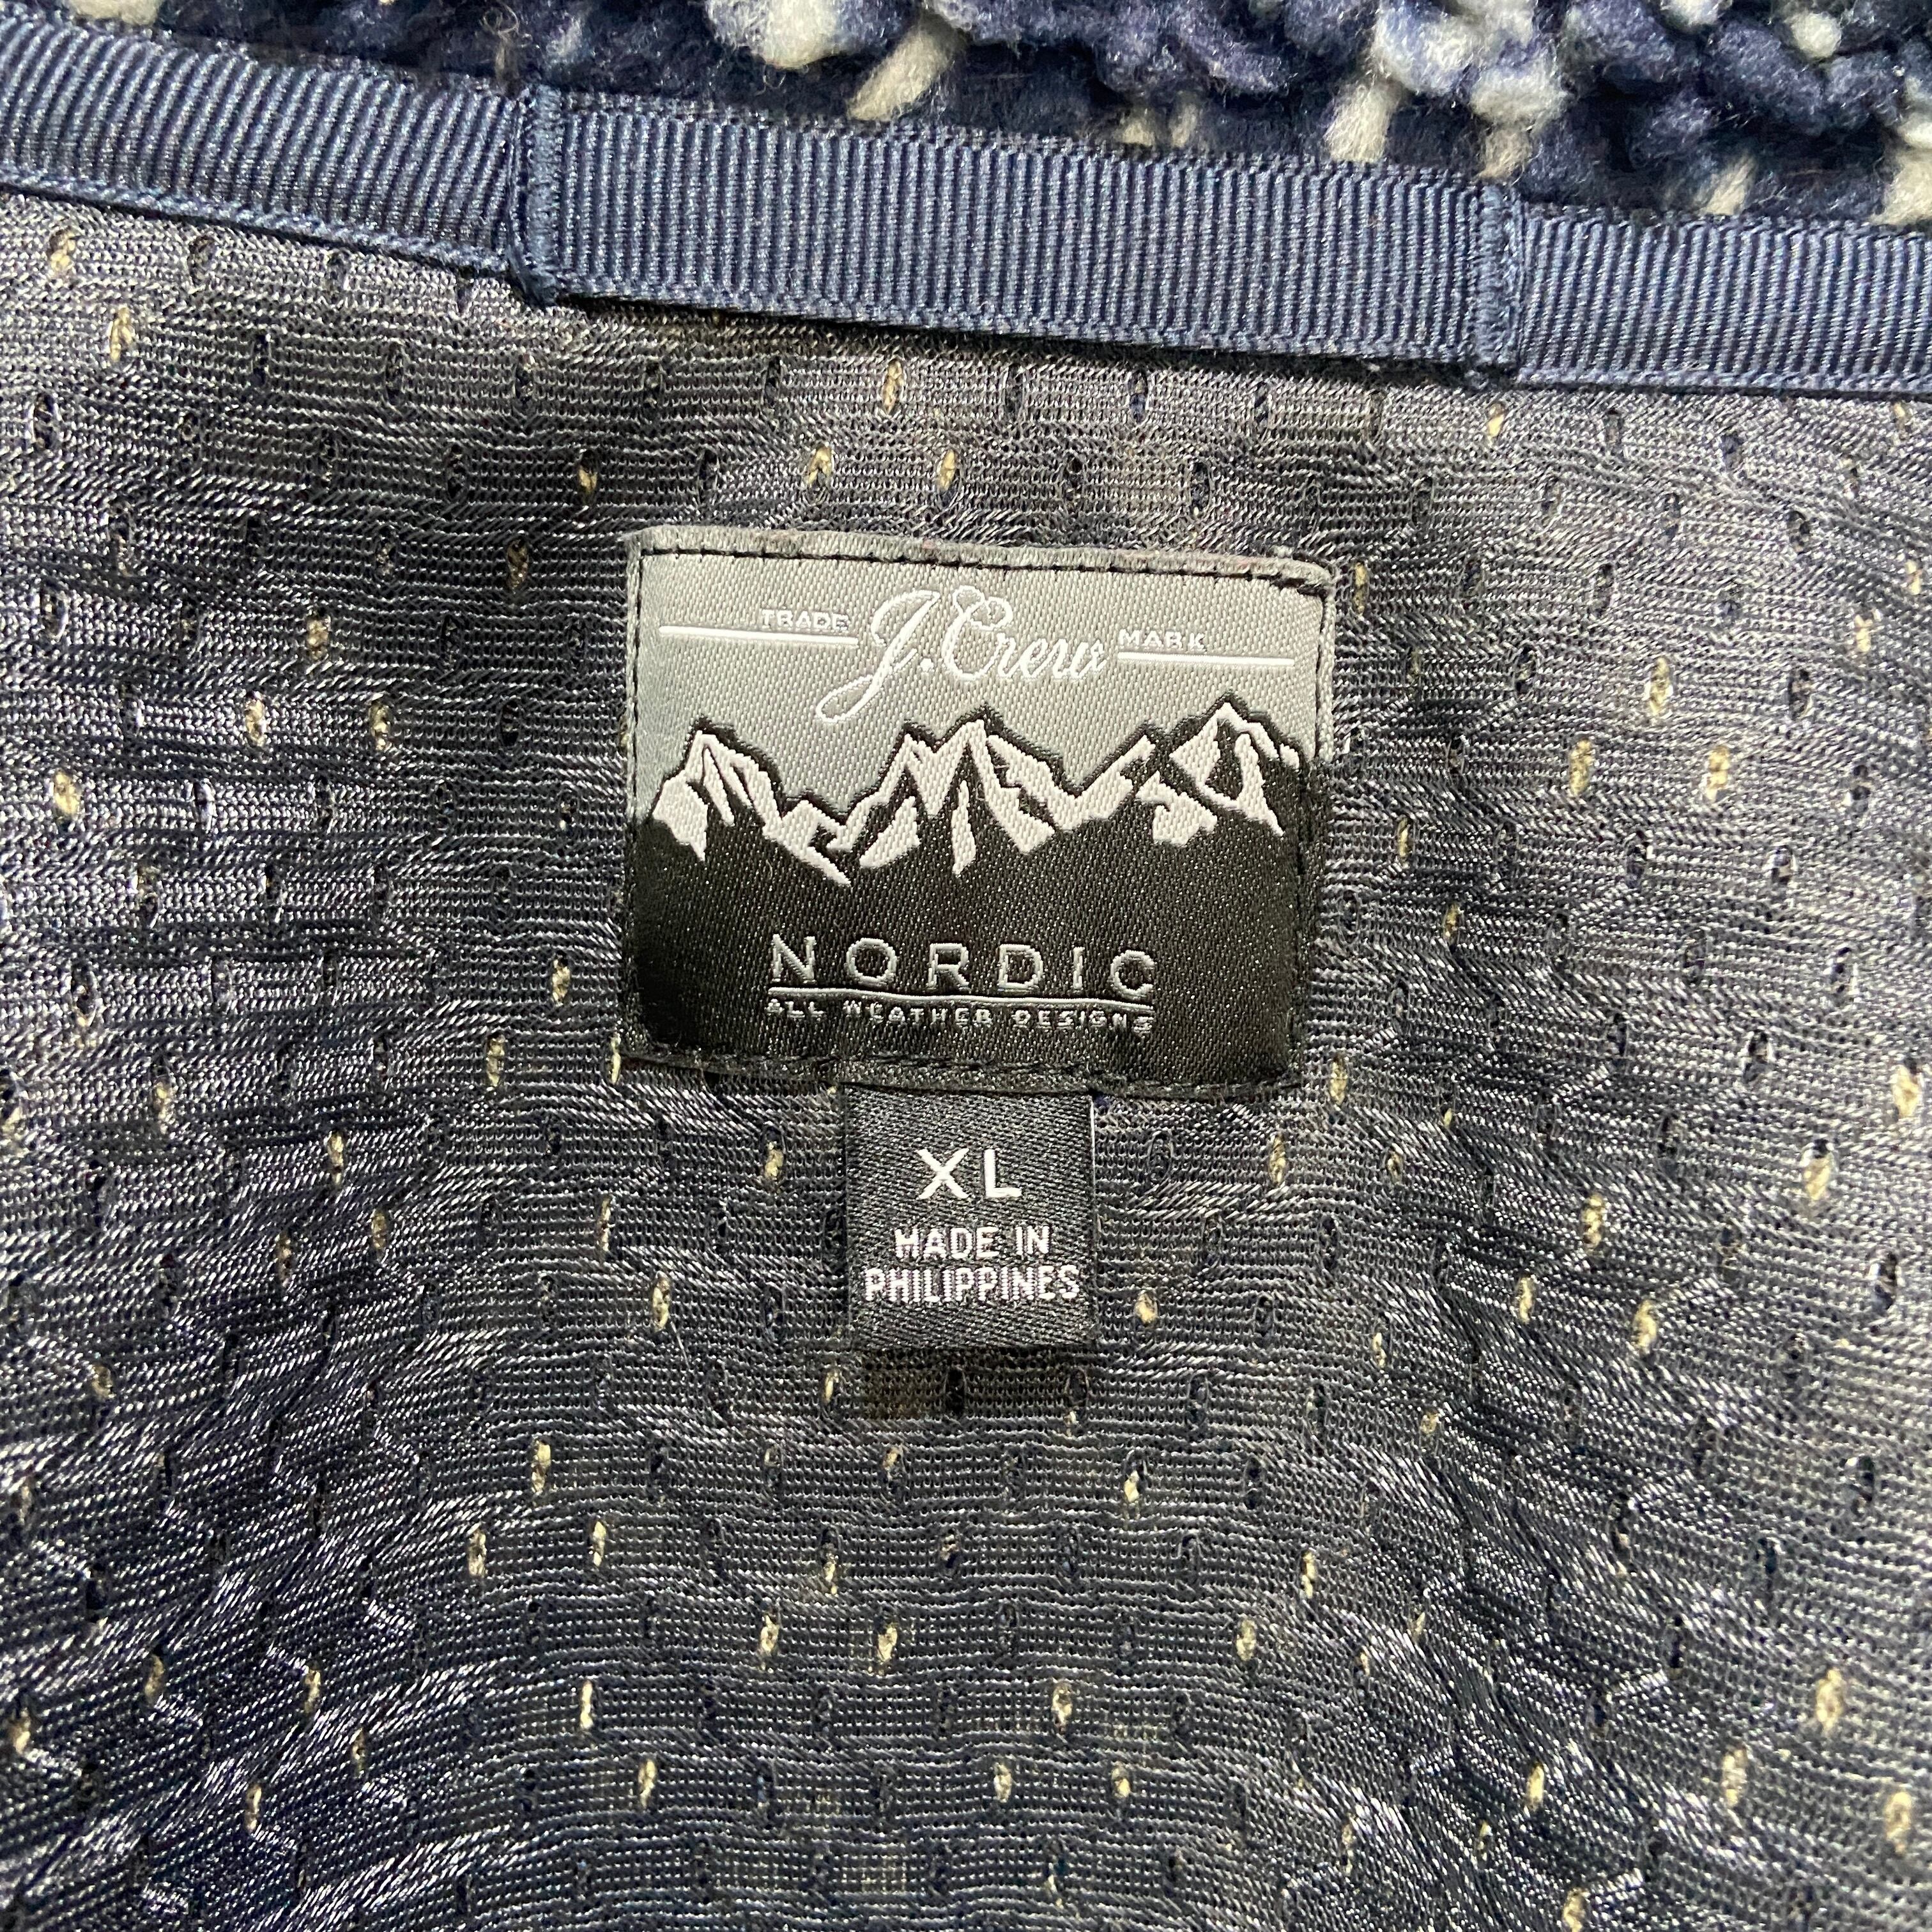 TRADE J.Crew MARK
NORDIC
ALL WEATHER DESIGNS
XL
MADE IN
PHILIPPINES